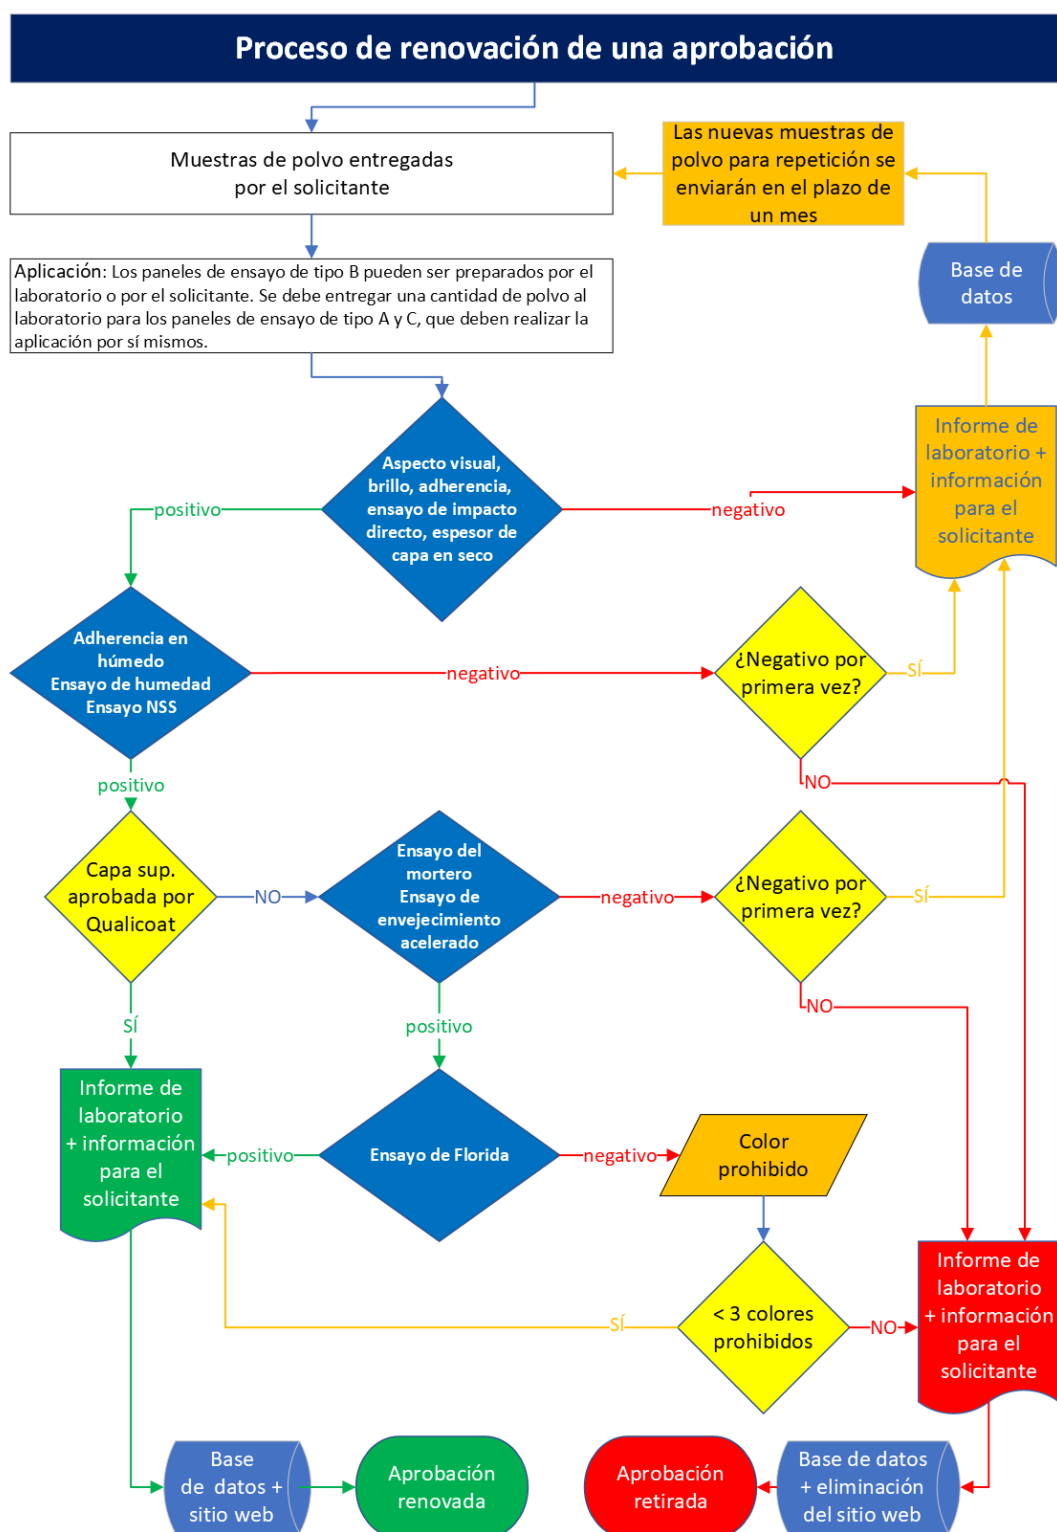 Proceso de renovación de una aprobación
Muestras de polvo entregadas
por el solicitante
Las nuevas muestras de
polvo para repetición se
enviarán en el plazo de
un mes
Aplicación: Los paneles de ensayo de tipo B pueden ser preparados por el
laboratorio o por el solicitante. Se debe entregar una cantidad de polvo al
laboratorio para los paneles de ensayo de tipo A y C, que deben realizar la
aplicación por sí mismos.
Base de
datos
Aspecto visual,
brillo, adherencia,
ensayo de impacto
directo, espesor de
capa en seco
positivo
negativo
Informe de
laboratorio +
información
para el
solicitante
Adherencia en
húmedo
Ensayo de humedad
Ensayo NSS
negativo
¿Negativo por
primera vez?
SÍ
NO
positivo
Capa sup.
aprobada por
Qualicoat
NO
Ensayo del
mortero
Ensayo de
envejecimiento
acelerado
negativo
¿Negativo por
primera vez?
SÍ
NO
SÍ
positivo
Informe de
laboratorio
+ información
para el
solicitante
positivo
Ensayo de Florida
negativo
Color
prohibido
< 3 colores
prohibidos
SÍ
NO
Informe de
laboratorio
+ información
para el
solicitante
Base
de datos +
sitio web
Aprobación
renovada
Aprobación
retirada
Base de datos
+ eliminación
del sitio web